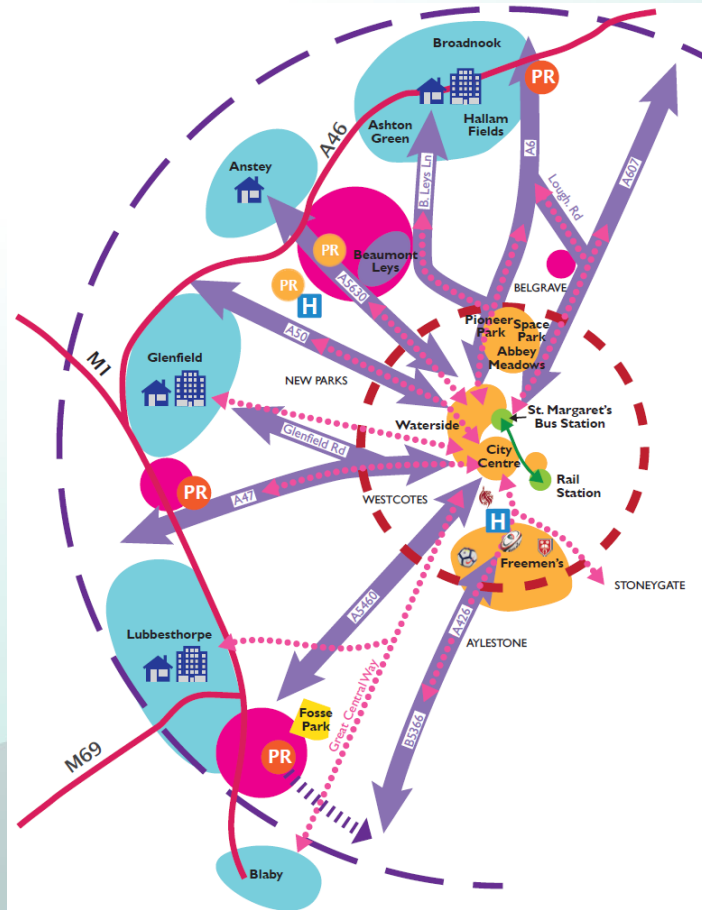 Broadnook
PR
Ashton
Green
Hallam
Fields
A46
A6
A607
Anstey
B. Leys Ln
Lough. Rd
PR
Beaumont
Leys
PR
H
A5630
BELGRAVE
A50
Pioneer
Park
Space
Park
Abbey
Meadows
M1
Glenfield
NEW PARKS
Waterside
St. Margaret's
Bus Station
Glenfield Rd
City
Centre
Rail
Station
PR
A47
WESTCOTES
H
Freemen's
STONEYGATE
A5460
A426
AYLESTONE
Lubbesthorpe
Great Central Way
B5366
Fosse
Park
PR
M69
Blaby